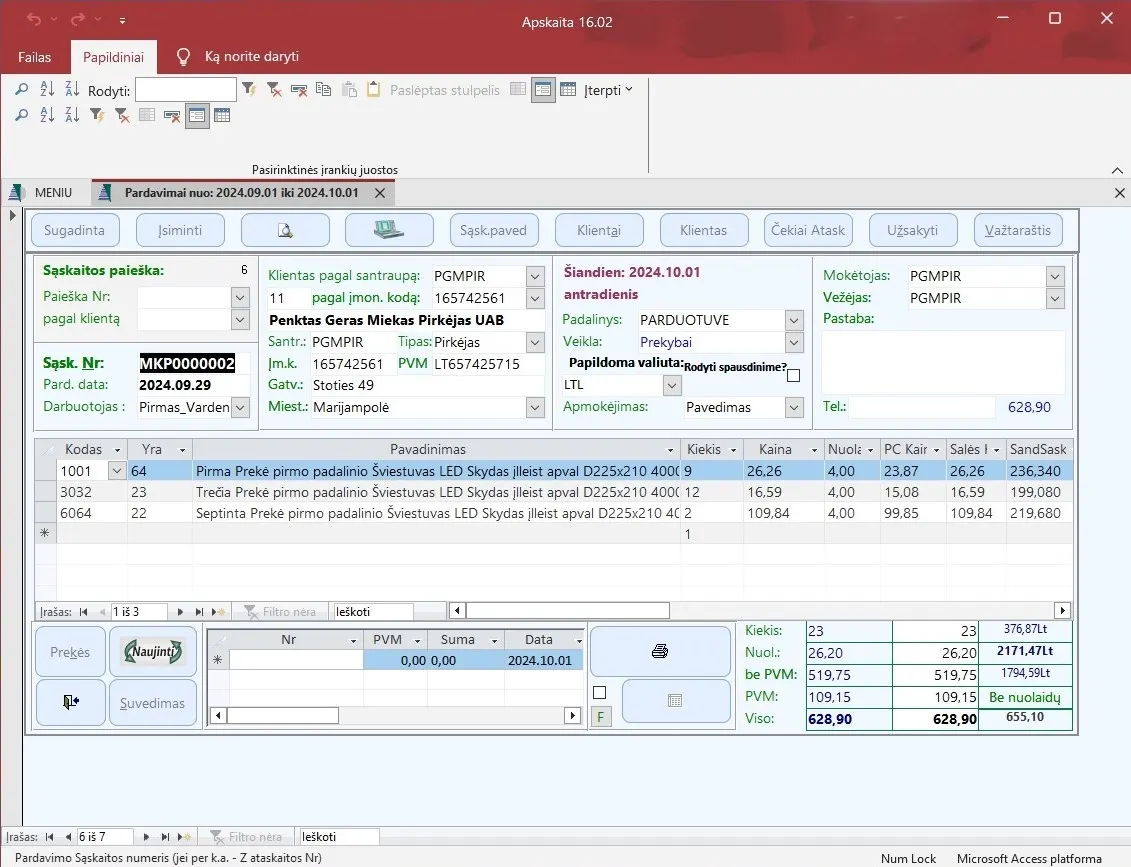 Apskaita 16.02
Failas Papildiniai Ką norite daryti
Rodyti: Paslėptas stulpelis Įterpti
Pasirinktinės įrankių juostos
MENIU Pardavimai nuo: 2024.09.01 iki 2024.10.01
Sugadinta Įsiminti Sąsk.paved Klientai Klientas Čekiai Atask Užsakyti Važtaraštis
Sąskaitos paieška: 6
Paieška Nr:
pagal klientą
Sąsk. Nr: MKP0000002
Pard. data: 2024.09.29
Darbuotojas : Pirmas_Varden
Klientas pagal santraupą: PGMPIR
11 pagal įmon. kodą: 165742561
Penktas Geras Miekas Pirkėjas UAB
Santr.: PGMPIR Tipas: Pirkėjas
Įm.k. 165742561 PVM LT657425715
Gatv.: Stoties 49
Miest.: Marijampolė
Šiandien: 2024.10.01
antradienis
Padalinys: PARDUOTUVE
Veikla: Prekybai
Papildoma valiuta: Rodyti spausdinime?
LTL
Apmokėjimas: Pavedimas
Mokėtojas: PGMPIR
Vežėjas: PGMPIR
Pastaba:
Tel.: 628,90
Kodas Yra Pavadinimas Kiekis Kaina Nuola PC Kair Salės SandSask
1001 64 Pirma Prekė pirmo padalinio Šviestuvas LED Skydas įlleist apval D225x210 400 9 26,26 4,00 23,87 26,26 236,340
3032 23 Trečia Prekė pirmo padalinio Šviestuvas LED Skydas įlleist apval D225x210 400 12 16,59 4,00 15,08 16,59 199,080
6064 22 Septinta Prekė pirmo padalinio Šviestuvas LED Skydas įlleist apval D225x210 40 2 109,84 4,00 99,85 109,84 219,680
* 1
Įrašas: 1 iš 3 Filtro nėra Ieškoti
Prekės Naujinti
Suvedimas
Nr PVM Suma Data
* 0,00 0,00 2024.10.01
F
Kiekis: 23 23 376,87Lt
Nuol.: 26,20 26,20 2171,47Lt
be PVM: 519,75 519,75 1794,59Lt
PVM: 109,15 109,15 Be nuolaidų
Viso: 628,90 628,90 655,10
Įrašas: 6 iš 7 Filtro nėra Ieškoti
Pardavimo Sąskaitos numeris (jei per k.a. - Z ataskaitos Nr) Num Lock Microsoft Access platforma